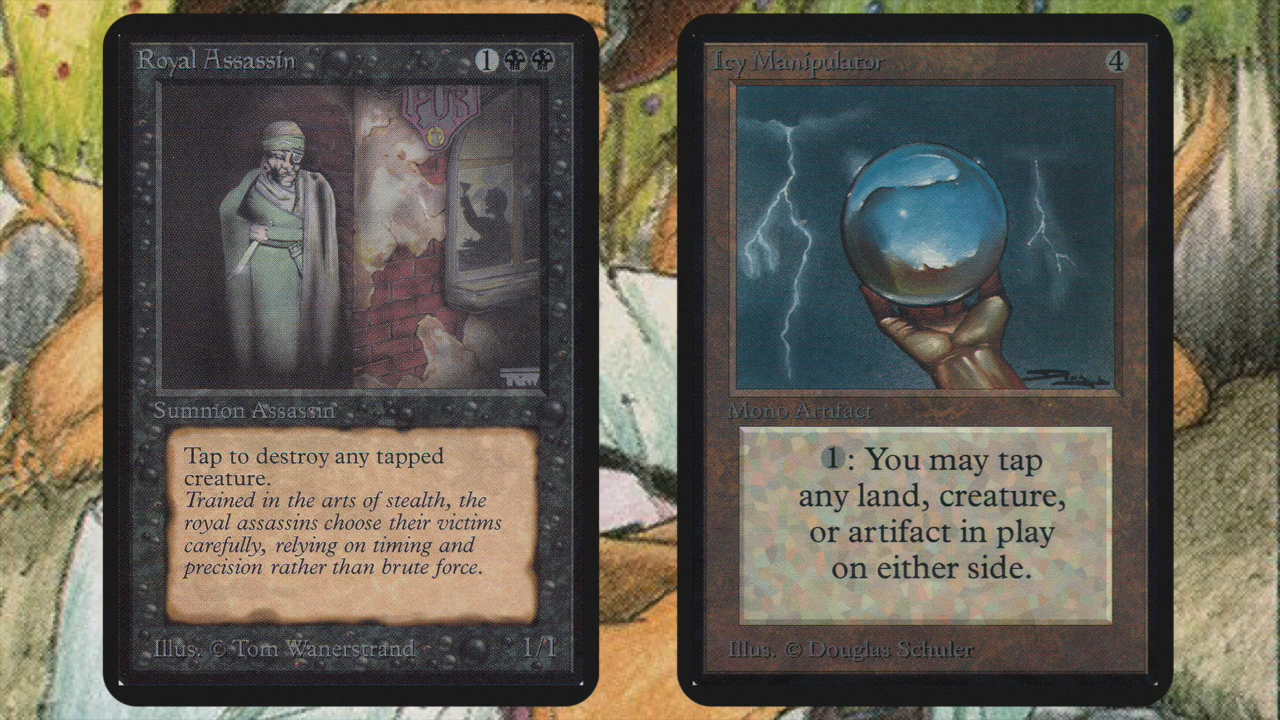 Royal Assassin
1
PUB
Summon Assassin
Tap to destroy any tapped
creature.
Trained in the arts of stealth, the
royal assassins choose their victims
carefully, relying on timing and
precision rather than brute force.
Illus. © Tom Wanerstrand
1/1
Icy Manipulator
4
Mono Artifact
1: You may tap
any land, creature,
or artifact in play
on either side.
Illus. © Douglas Schuler